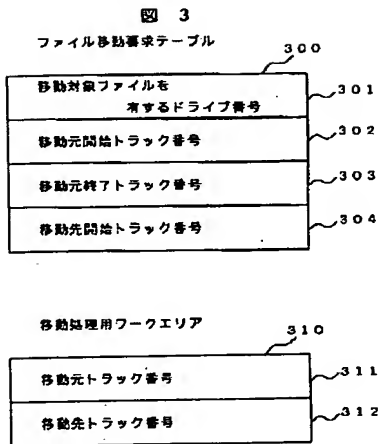 図 3
ファイル移動要求テーブル
300
移動対象ファイルを
有するドライブ番号
301
移動元開始トラック番号
302
移動元終了トラック番号
303
移動先開始トラック番号
304
移動処理用ワークエリア
310
移動元トラック番号
311
移動先トラック番号
312